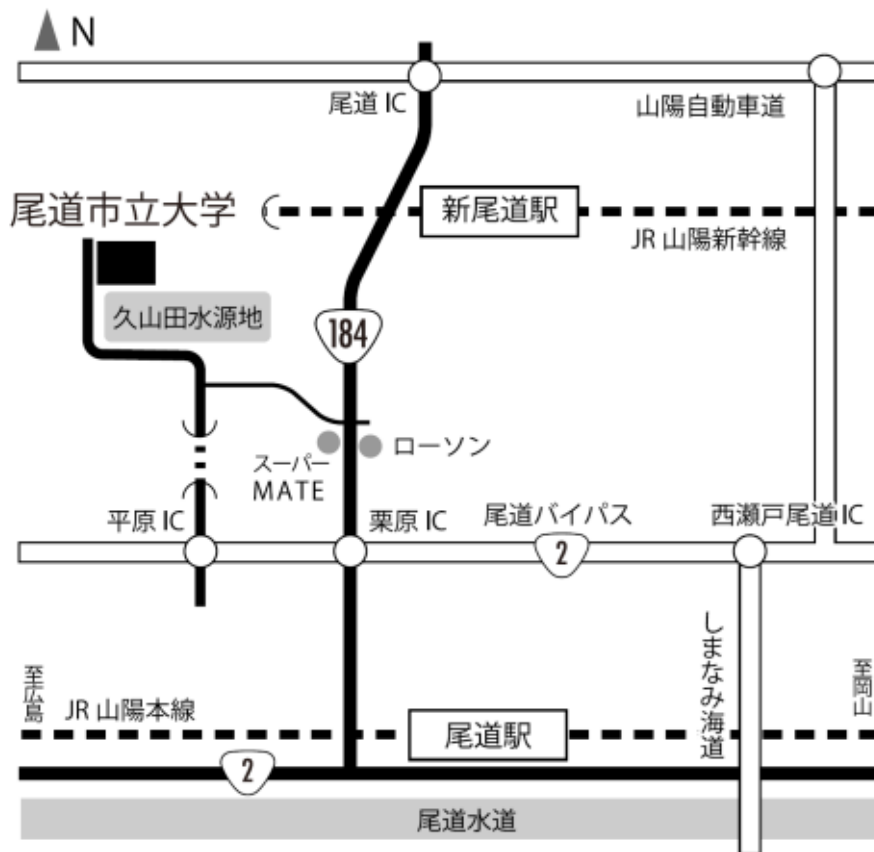 N
尾道 IC
山陽自動車道
尾道市立大学
新尾道駅
JR 山陽新幹線
久山田水源地
184
ローソン
スーパー
MATE
平原 IC
栗原 IC
尾道バイパス
西瀬戸尾道 IC
2
しまなみ海道
至広島
至岡山
JR 山陽本線
尾道駅
2
尾道水道